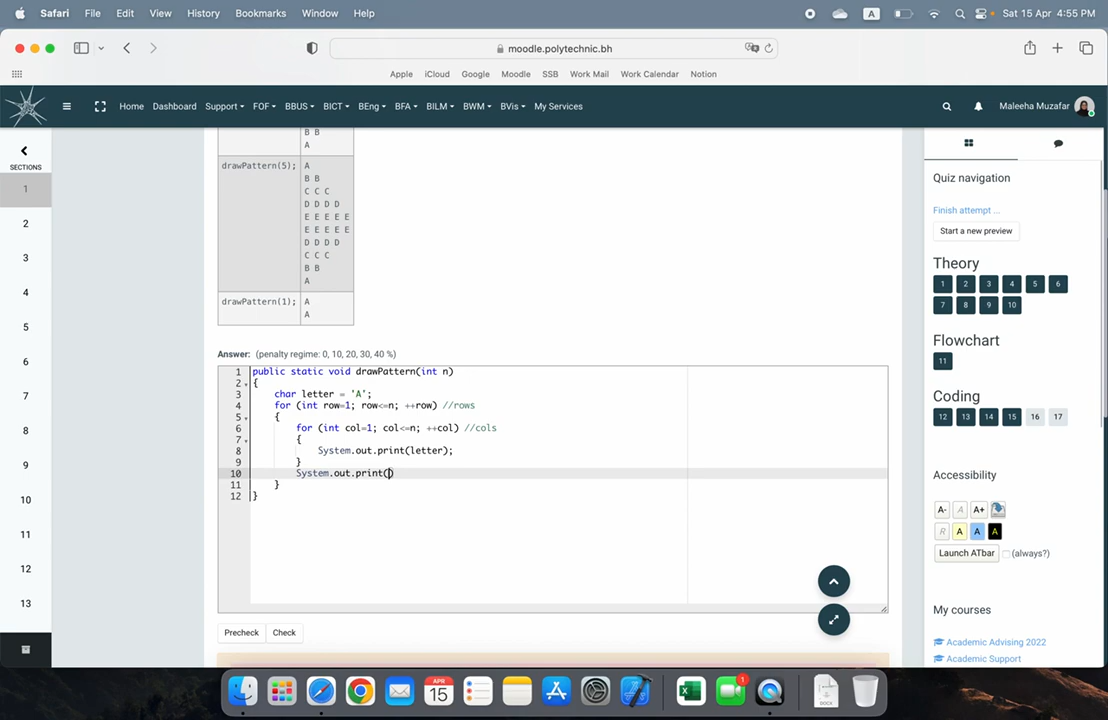 Safari File Edit View History Bookmarks Window Help A Sat 15 Apr 4:55 PM
moodle.polytechnic.bh
Apple iCloud Google Moodle SSB Work Mail Work Calendar Notion
Home Dashboard Support FOF BBUS BICT BEng BFA BILM BWM BVis My Services Maleeha Muzafar
SECTIONS
1
2
3
4
5
6
7
8
9
10
11
12
13
B B
A
drawPattern(5); A
B B
C C C
D D D D
E E E E E
E E E E E
D D D D
C C C
B B
A
drawPattern(1); A
A
Answer: (penalty regime: 0, 10, 20, 30, 40 %)
1 public static void drawPattern(int n)
2 {
3 char letter = 'A';
4 for (int row=1; row<=n; ++row) //rows
5 {
6 for (int col=1; col<=n; ++col) //cols
7 {
8 System.out.print(letter);
9 }
10 System.out.print()
11 }
12 }
Precheck Check
Quiz navigation
Finish attempt ...
Start a new preview
Theory
1 2 3 4 5 6
7 8 9 10
Flowchart
11
Coding
12 13 14 15 16 17
Accessibility
A- A A+
R A A A
Launch ATbar (always?)
My courses
Academic Advising 2022
Academic Support
APR
15
X
1
DOCX